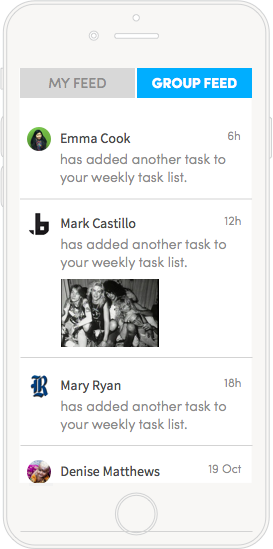 MY FEED
GROUP FEED
Emma Cook
6h
has added another task to
your weekly task list.
Mark Castillo
12h
has added another task to
your weekly task list.
Mary Ryan
18h
has added another task to
your weekly task list.
Denise Matthews
19 Oct